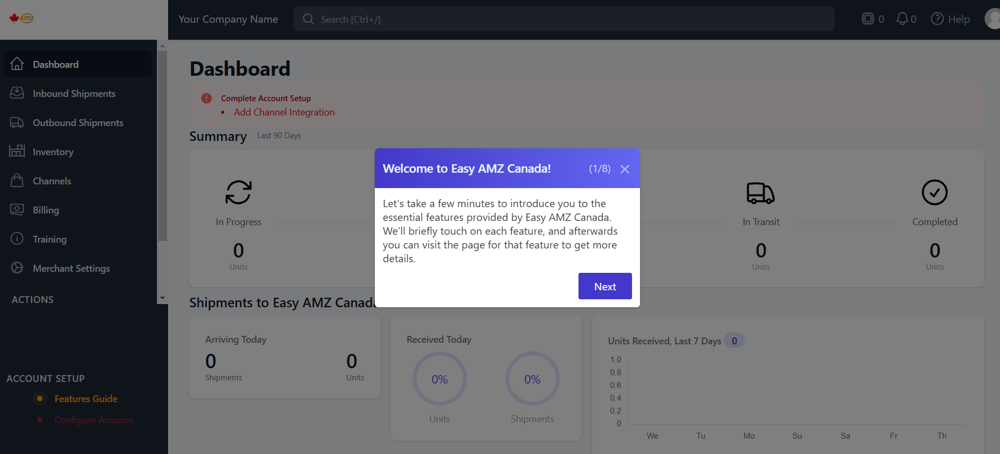 amz
Your Company Name
Search [Ctrl+/]
0
0
Help
Dashboard
Inbound Shipments
Outbound Shipments
Inventory
Channels
Billing
Training
Merchant Settings
ACTIONS
ACCOUNT SETUP
Features Guide
Configure Amazon
Dashboard
Complete Account Setup
Add Channel Integration
Summary Last 90 Days
In Progress
0
Units
In Transit
0
Units
Completed
0
Units
Welcome to Easy AMZ Canada! (1/8)
Let's take a few minutes to introduce you to the
essential features provided by Easy AMZ Canada.
We'll briefly touch on each feature, and afterwards
you can visit the page for that feature to get more
details.
Next
Shipments to Easy AMZ Canada
Arriving Today
0
Shipments
0
Units
Received Today
0%
Units
0%
Shipments
Units Received, Last 7 Days 0
1.0
0.8
0.6
0.4
0.2
0
We Tu Mo Su Sa Fr Th